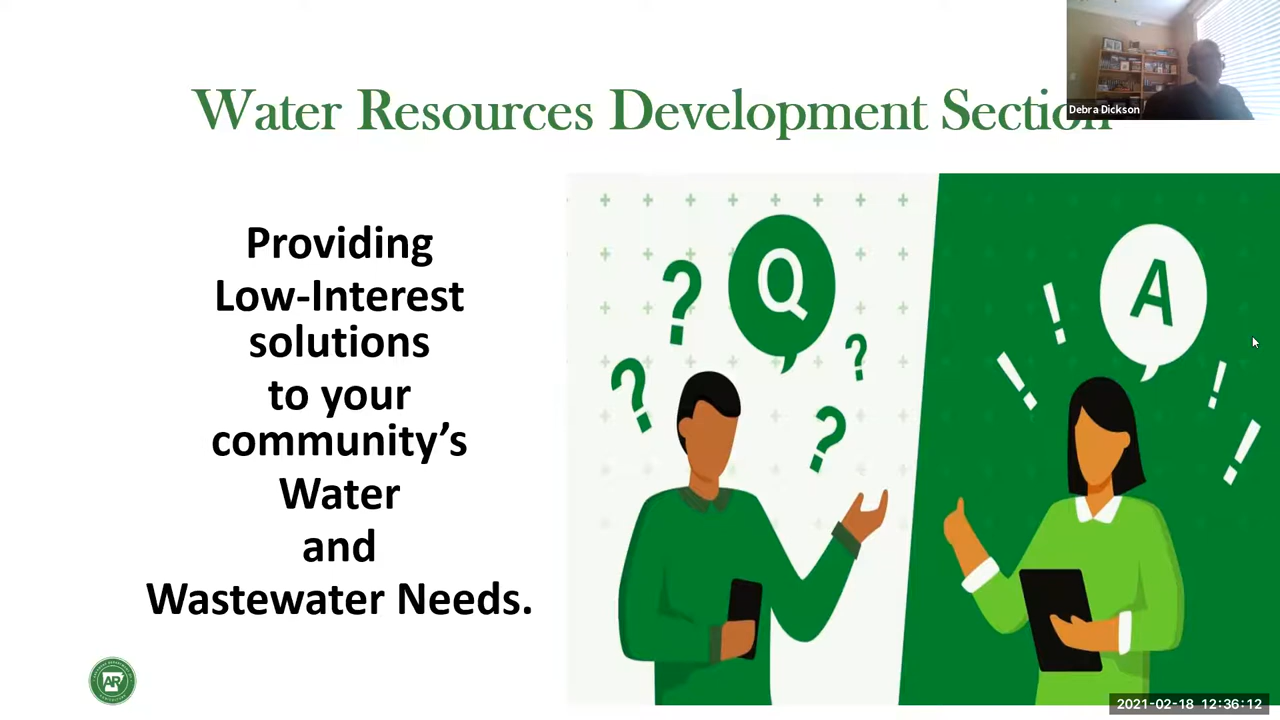 Water Resources Development Section
Debra Dickson
Providing
Low-Interest
solutions
to your
community’s
Water
and
Wastewater Needs.
?
?
Q
?
?
!
!
A
!
!
AR
2021-02-18 12:36:12